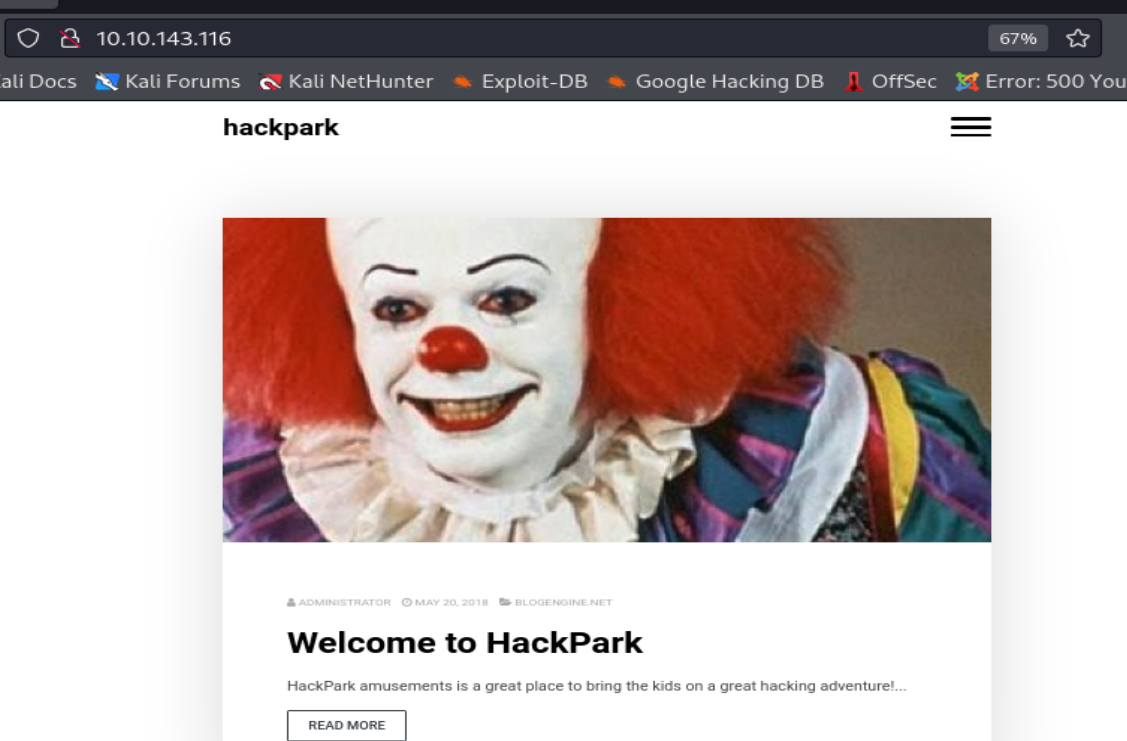 10.10.143.116 67%
ali Docs Kali Forums Kali NetHunter Exploit-DB Google Hacking DB OffSec Error: 500 You
hackpark
ADMINISTRATOR MAY 20, 2018 BLOGENGINE.NET
Welcome to HackPark
HackPark amusements is a great place to bring the kids on a great hacking adventure!...
READ MORE